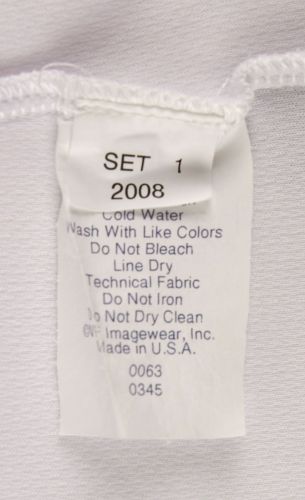 SET 1
2008
Cold Water
Wash With Like Colors
Do Not Bleach
Line Dry
Technical Fabric
Do Not Iron
Do Not Dry Clean
©VF Imagewear, Inc.
Made in U.S.A.
0063
0345